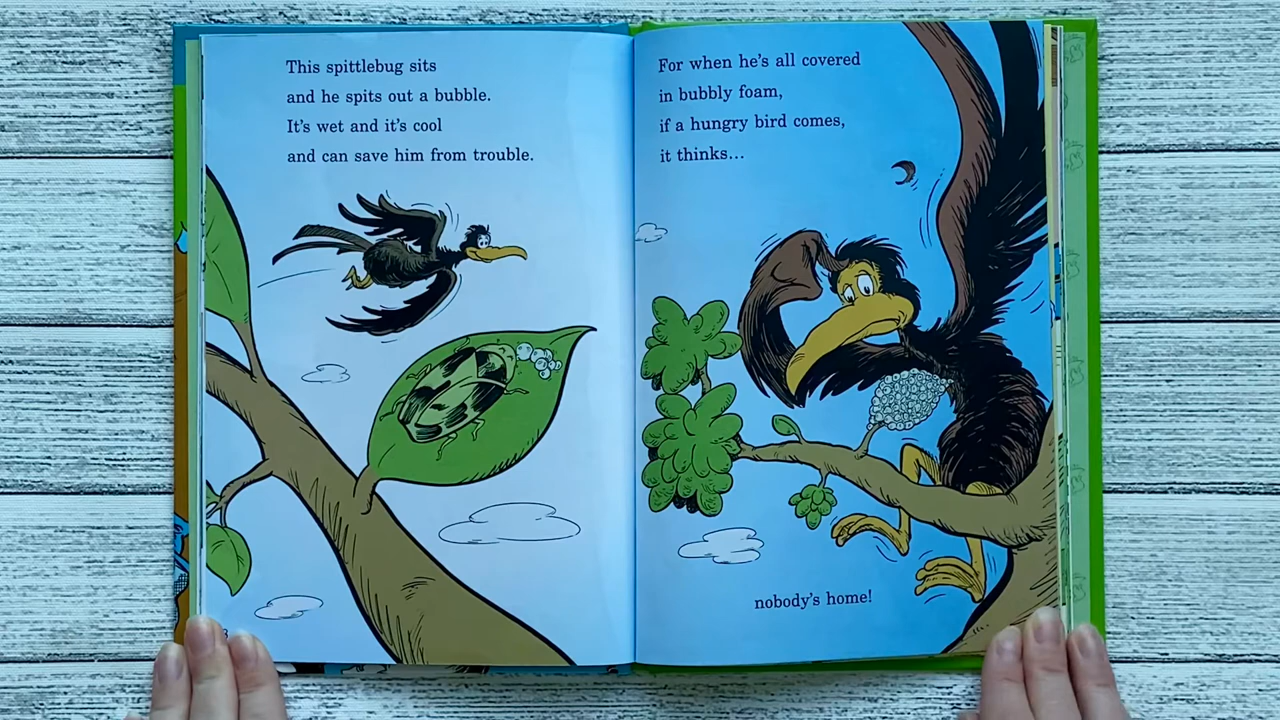 This spittlebug sits
and he spits out a bubble.
It's wet and it's cool
and can save him from trouble.
For when he's all covered
in bubbly foam,
if a hungry bird comes,
it thinks...
nobody's home!